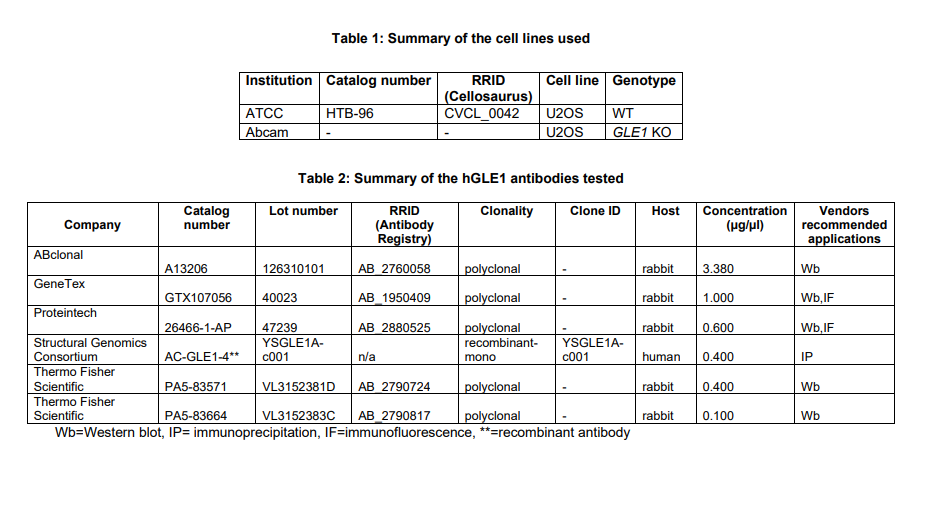 Table 1: Summary of the cell lines used
Institution Catalog number RRID (Cellosaurus) Cell line Genotype
ATCC HTB-96 CVCL_0042 U2OS WT
Abcam - - U2OS GLE1 KO
Table 2: Summary of the hGLE1 antibodies tested
Company Catalog number Lot number RRID (Antibody Registry) Clonality Clone ID Host Concentration (µg/µl) Vendors recommended applications
ABclonal A13206 126310101 AB_2760058 polyclonal - rabbit 3.380 Wb
GeneTex GTX107056 40023 AB_1950409 polyclonal - rabbit 1.000 Wb,IF
Proteintech 26466-1-AP 47239 AB_2880525 polyclonal - rabbit 0.600 Wb,IF
Structural Genomics Consortium AC-GLE1-4** YSGLE1A-c001 n/a recombinant-mono YSGLE1A-c001 human 0.400 IP
Thermo Fisher Scientific PA5-83571 VL3152381D AB_2790724 polyclonal - rabbit 0.400 Wb
Thermo Fisher Scientific PA5-83664 VL3152383C AB_2790817 polyclonal - rabbit 0.100 Wb
Wb=Western blot, IP= immunoprecipitation, IF=immunofluorescence, **=recombinant antibody